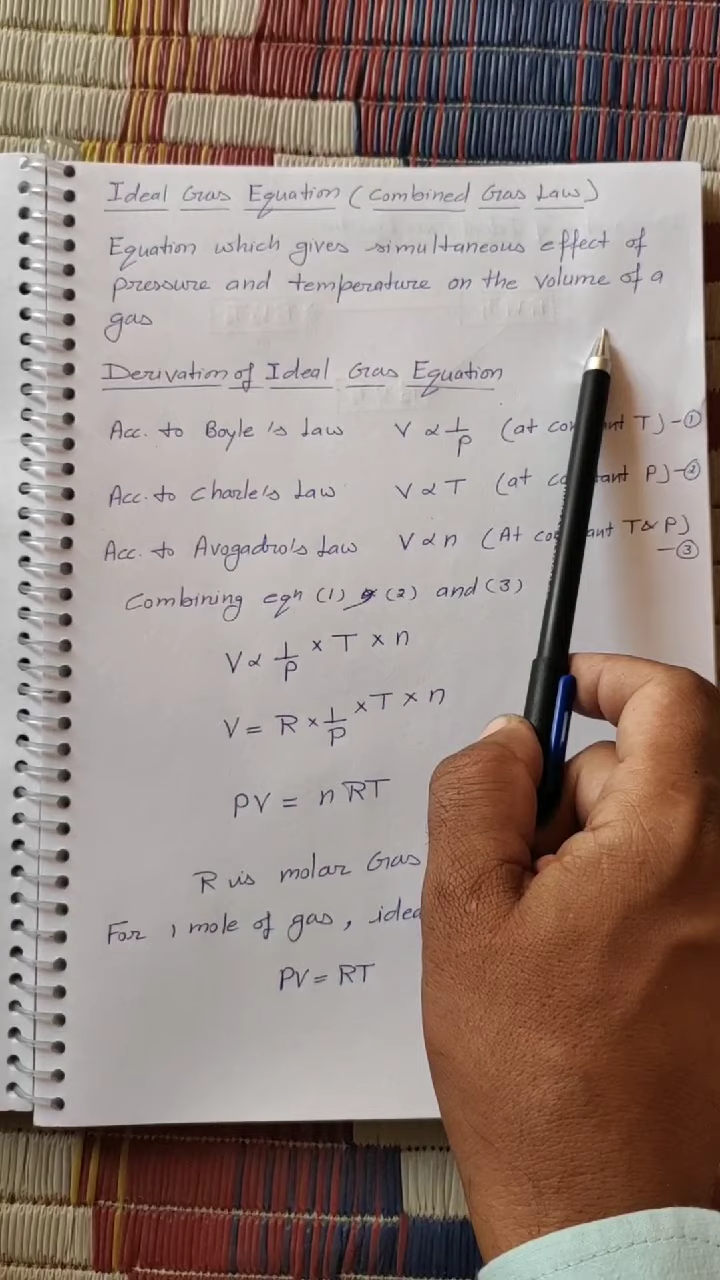 Ideal Gas Equation (Combined Gas Law)
Equation which gives simultaneous effect of
pressure and temperature on the volume of a
gas
Derivation of Ideal Gas Equation
Acc. to Boyle's Law V ∝ 1/P (at T) -①
Acc. to Charle's Law V ∝ T (at P) -②
Acc. to Avogadro's Law V ∝ n (At T & P)
-③
Combining eqn (1), (2) and (3)
V ∝ 1/P × T × n
V = R × 1/P × T × n
PV = nRT
R is molar Gas
For 1 mole of gas,
PV = RT